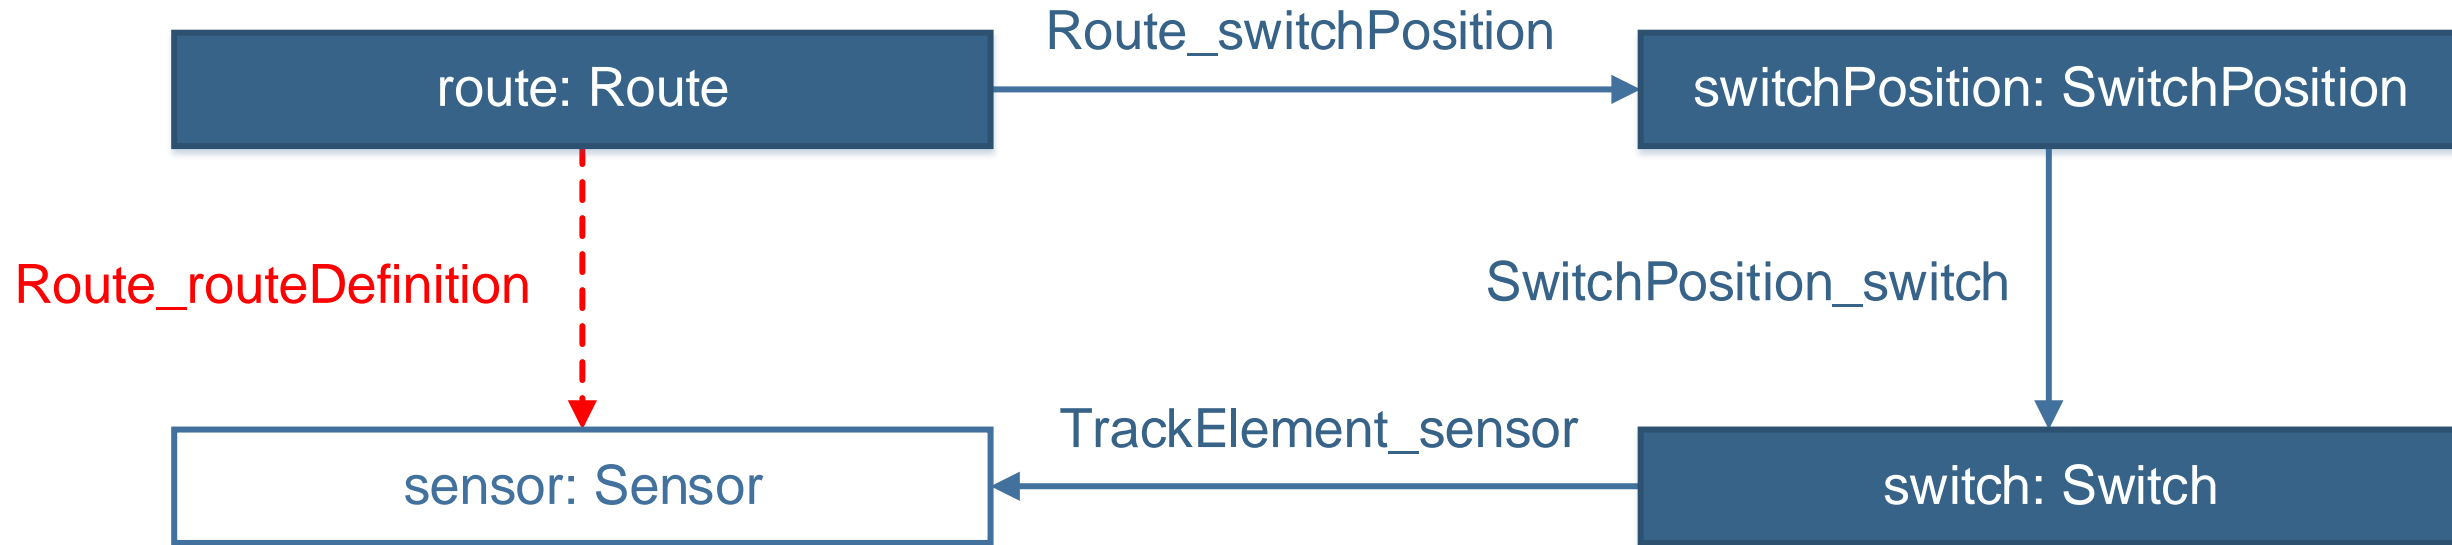 Route_switchPosition
route: Route
switchPosition: SwitchPosition
Route_routeDefinition
SwitchPosition_switch
TrackElement_sensor
sensor: Sensor
switch: Switch